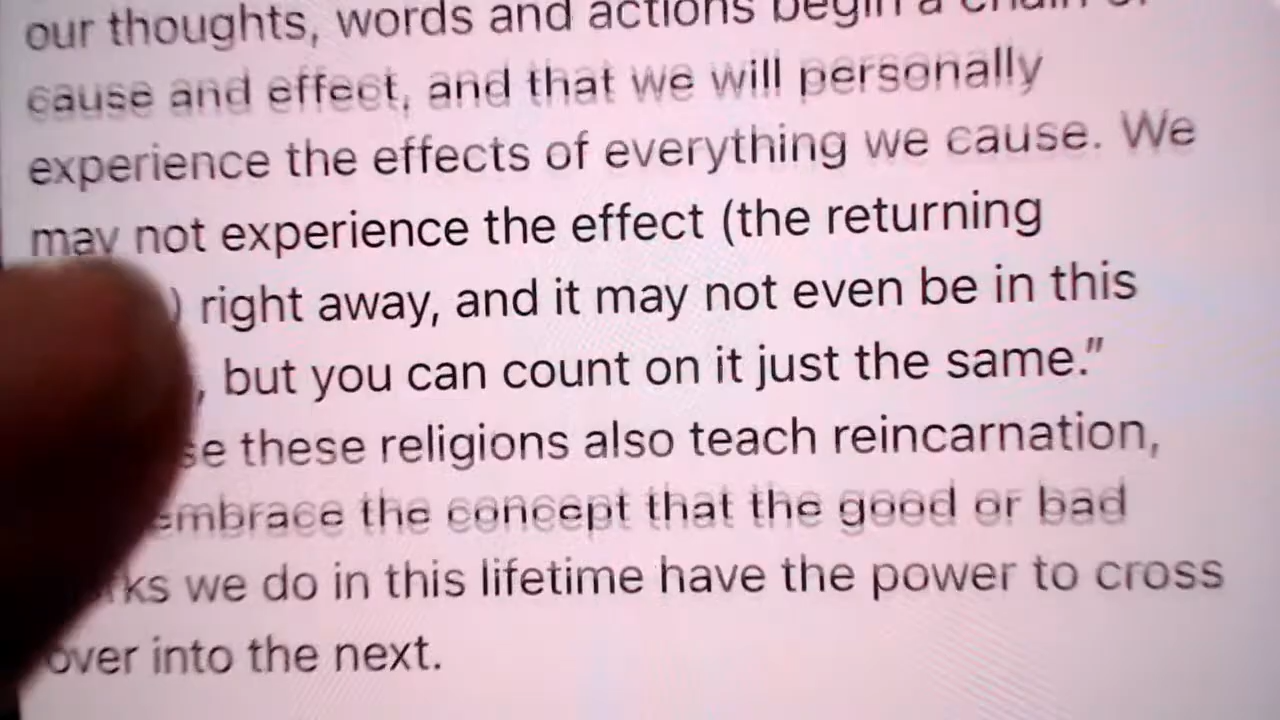 our thoughts, words and actions begin a chain of
cause and effect, and that we will personally
experience the effects of everything we cause. We
may not experience the effect (the returning
) right away, and it may not even be in this
, but you can count on it just the same.”
these religions also teach reincarnation,
embrace the concept that the good or bad
we do in this lifetime have the power to cross
over into the next.